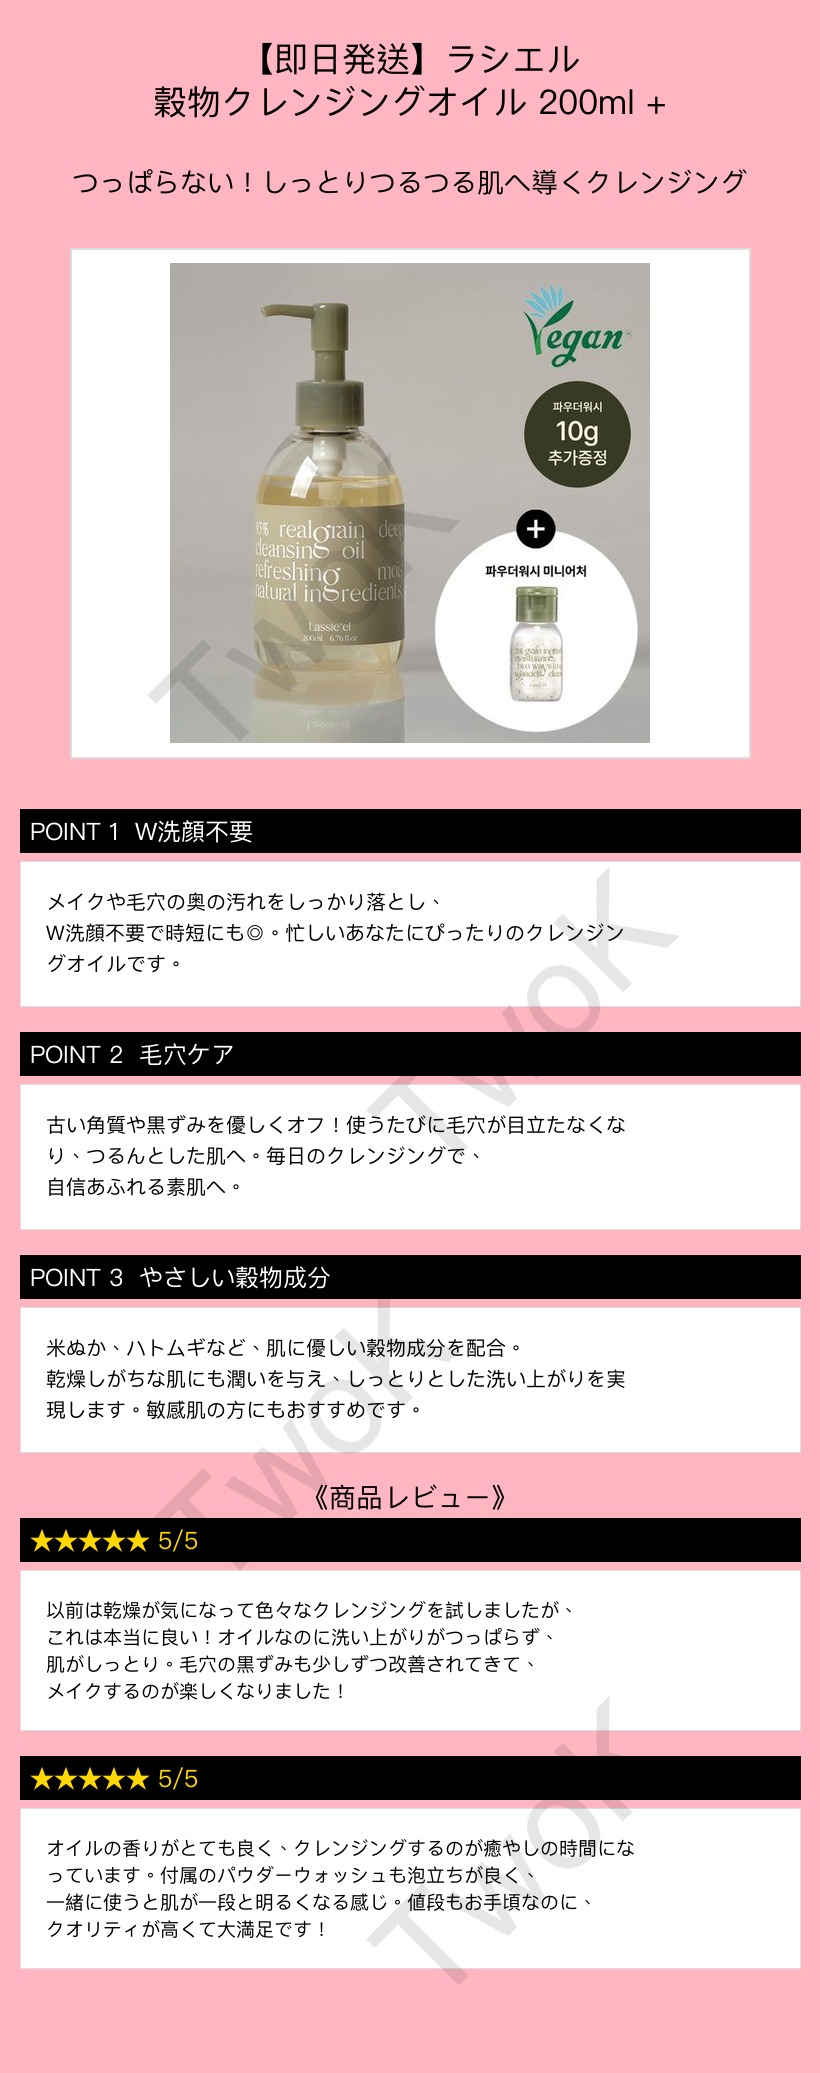 【即日発送】ラシエル
穀物クレンジングオイル 200ml +
つっぱらない！しっとりつるつる肌へ導くクレンジング
Vegan
파우더워시
10g
추가증정
95% realgrain deep
cleansing oil
refreshing mois
natural ingredients.
Lassie'el
200ml 6.76 fl.oz
+
파우더워시 미니어처
the grain ingre
moisturizing.
Two ways to
TwoK
POINT 1 W洗顔不要
メイクや毛穴の奥の汚れをしっかり落とし、
W洗顔不要で時短にも◎。忙しいあなたにぴったりのクレンジン
グオイルです。
TwoK
POINT 2 毛穴ケア
古い角質や黒ずみを優しくオフ！使うたびに毛穴が目立たなくな
り、つるんとした肌へ。毎日のクレンジングで、
自信あふれる素肌へ。
POINT 3 やさしい穀物成分
米ぬか、ハトムギなど、肌に優しい穀物成分を配合。
乾燥しがちな肌にも潤いを与え、しっとりとした洗い上がりを実
現します。敏感肌の方にもおすすめです。
TwoK
《商品レビュー》
★★★★★ 5/5
以前は乾燥が気になって色々なクレンジングを試しましたが、
これは本当に良い！オイルなのに洗い上がりがつっぱらず、
肌がしっとり。毛穴の黒ずみも少しずつ改善されてきて、
メイクするのが楽しくなりました！
★★★★★ 5/5
オイルの香りがとても良く、クレンジングするのが癒やしの時間にな
っています。付属のパウダーウォッシュも泡立ちが良く、
一緒に使うと肌が一段と明るくなる感じ。値段もお手頃なのに、
クオリティが高くて大満足です！
TwoK